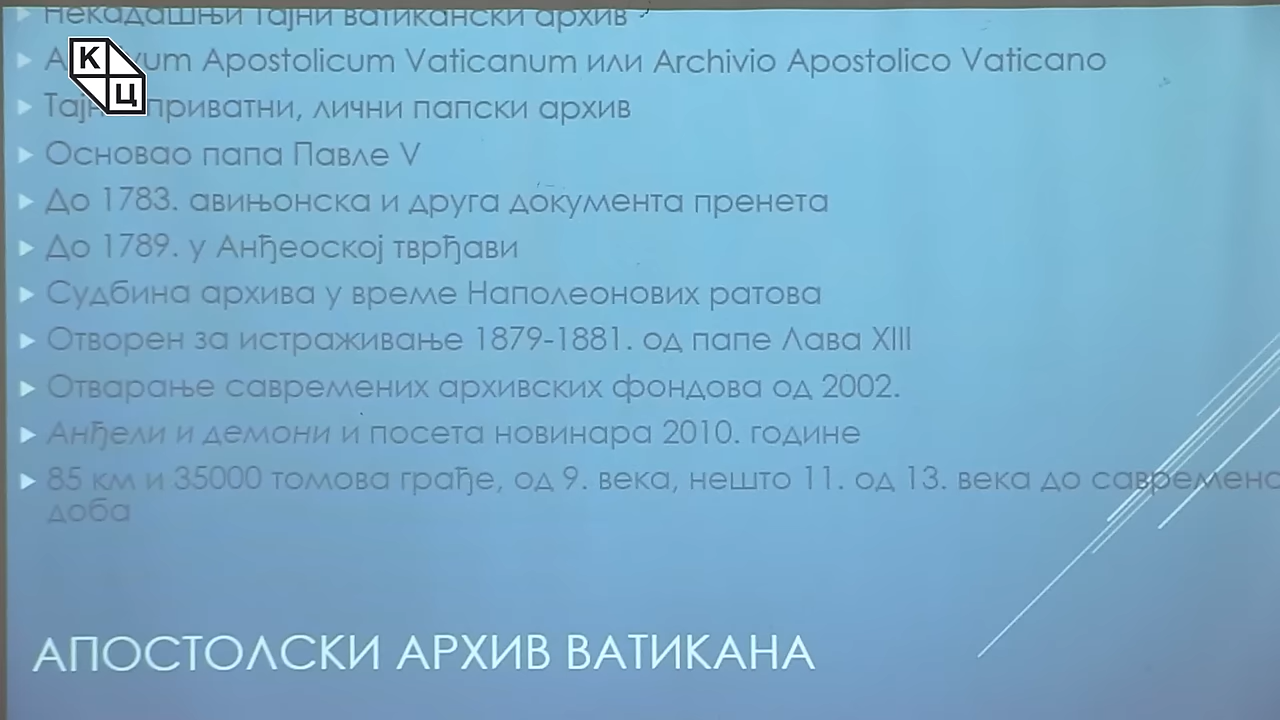 Некадашњи Тајни ватикански архив
К
Ц
Apostolicum Vaticanum или Archivio Apostolico Vaticano
приватни, лични папски архив
Основао папа Павле V
До 1783. авињонска и друга документа пренета
До 1789. у Анђеоској тврђави
Судбина архива у време Наполеонових ратова
Отворен за истраживање 1879-1881. од папе Лава XIII
Отварање савремених архивских фондова од 2002.
Анђели и демони и посета новинара 2010. године
85 км и 35000 томова грађе, од 9. века, нешто 11. од 13. века до
доба
АПОСТОЛСКИ АРХИВ ВАТИКАНА